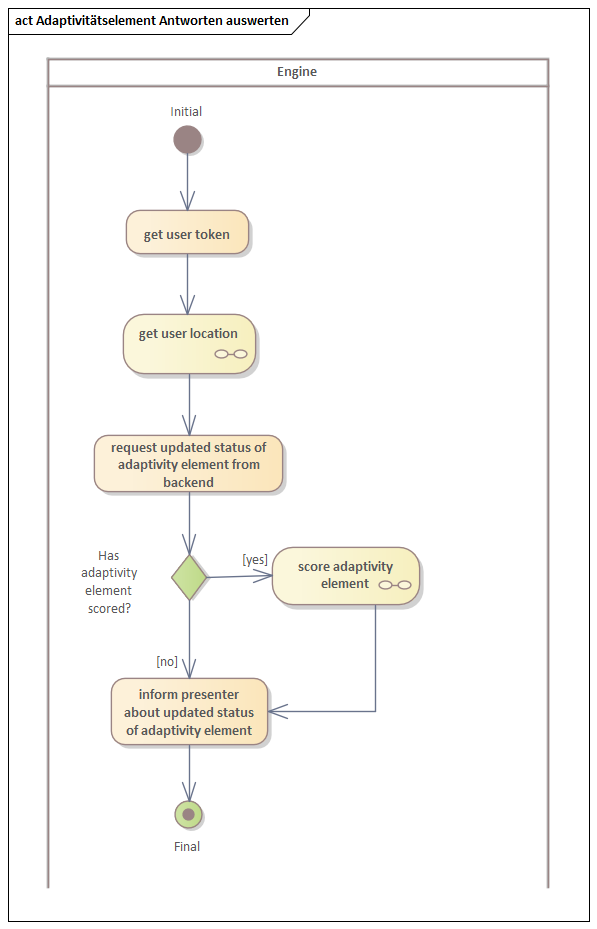 act Adaptivitätselement Antworten auswerten
Engine
Initial
get user token
get user location
request updated status of
adaptivity element from
backend
Has
adaptivity
element
scored?
[yes]
score adaptivity
element
[no]
inform presenter
about updated status
of adaptivity element
Final